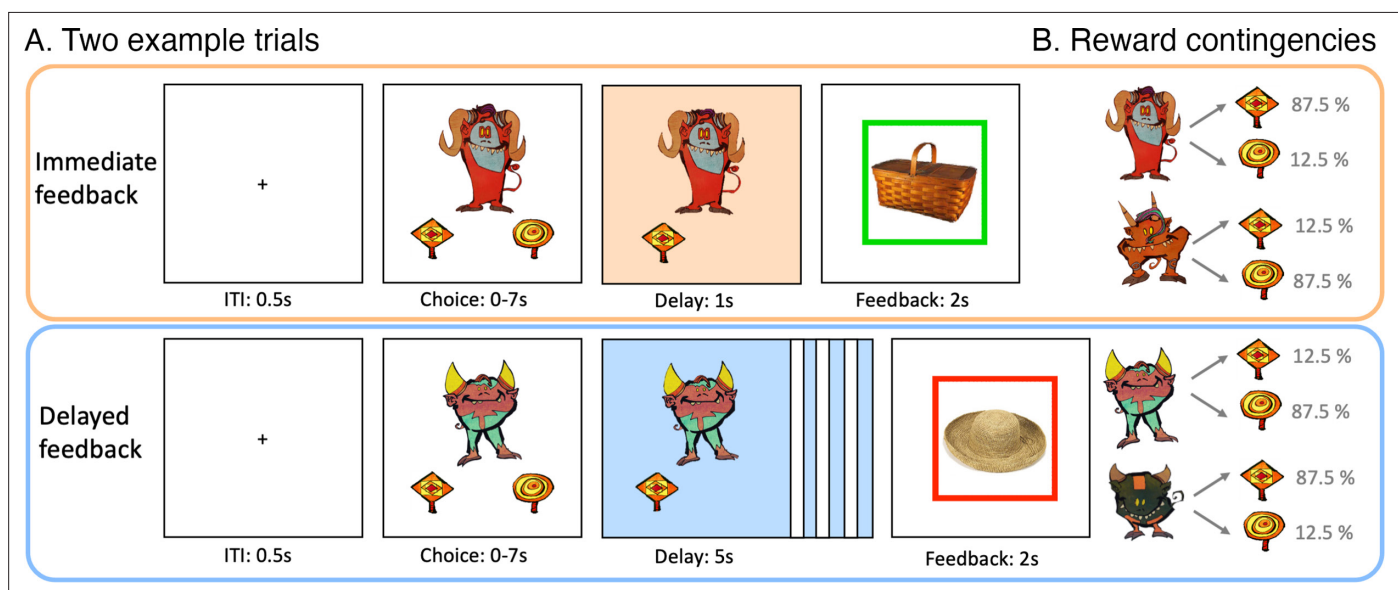 A. Two example trials
B. Reward contingencies
Immediate
feedback
+
ITI: 0.5s
Choice: 0-7s
Delay: 1s
Feedback: 2s
87.5 %
12.5 %
12.5 %
87.5 %
Delayed
feedback
+
ITI: 0.5s
Choice: 0-7s
Delay: 5s
Feedback: 2s
12.5 %
87.5 %
87.5 %
12.5 %